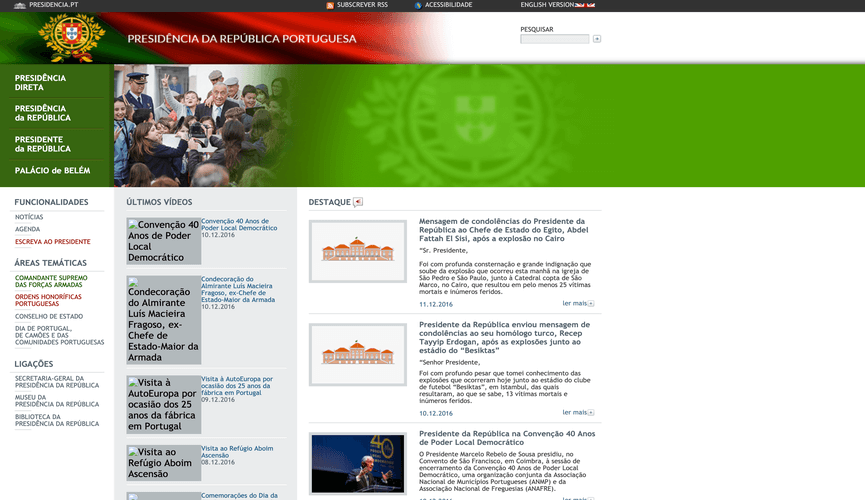 PRESIDENCIA.PT
SUBSCREVER RSS
ACESSIBILIDADE
ENGLISH VERSION
PRESIDÊNCIA DA REPÚBLICA PORTUGUESA
PESQUISAR
PRESIDÊNCIA
DIRETA
PRESIDÊNCIA
da REPÚBLICA
PRESIDENTE
da REPÚBLICA
PALÁCIO de BELÉM
FUNCIONALIDADES
NOTÍCIAS
AGENDA
ESCREVA AO PRESIDENTE
ÁREAS TEMÁTICAS
COMANDANTE SUPREMO
DAS FORÇAS ARMADAS
ORDENS HONORÍFICAS
PORTUGUESAS
CONSELHO DE ESTADO
DIA DE PORTUGAL,
DE CAMÕES E DAS
COMUNIDADES PORTUGUESAS
LIGAÇÕES
SECRETARIA-GERAL DA
PRESIDÊNCIA DA REPÚBLICA
MUSEU DA
PRESIDÊNCIA DA REPÚBLICA
BIBLIOTECA DA
PRESIDÊNCIA DA REPÚBLICA
ÚLTIMOS VÍDEOS
Convenção 40
Anos de Poder
Local
Democrático
Convenção 40 Anos de
Poder Local Democrático
10.12.2016
Condecoração
do Almirante
Luís Macieira
Fragoso, ex-
Chefe de
Estado-Maior da
Armada
Condecoração do
Almirante Luís Macieira
Fragoso, ex-Chefe de
Estado-Maior da Armada
10.12.2016
Visita à
AutoEuropa por
ocasião dos 25
anos da fábrica
em Portugal
Visita à AutoEuropa por
ocasião dos 25 anos da
fábrica em Portugal
09.12.2016
Visita ao
Refúgio Aboim
Ascensão
Visita ao Refúgio Aboim
Ascensão
08.12.2016
Comemorações do Dia da
DESTAQUE
Mensagem de condolências do Presidente da
República ao Chefe de Estado do Egito, Abdel
Fattah El Sisi, após a explosão no Cairo
"Sr. Presidente,
Foi com profunda consternação e grande indignação que
soube da explosão que ocorreu esta manhã na igreja de
São Pedro e São Paulo, junto à Catedral copta de São
Marco, no Cairo, que resultou em pelo menos 25 vítimas
mortais e inúmeros feridos.
11.12.2016
ler mais
Presidente da República enviou mensagem de
condolências ao seu homólogo turco, Recep
Tayyip Erdogan, após as explosões junto ao
estádio do "Besiktas"
"Senhor Presidente,
Foi com profundo pesar que tomei conhecimento das
explosões que ocorreram hoje junto ao estádio do clube
de futebol "Besiktas", em Istambul, das quais
resultaram, ao que se sabe, 13 vítimas mortais e
inúmeros feridos.
10.12.2016
ler mais
Presidente da República na Convenção 40 Anos
de Poder Local Democrático
O Presidente Marcelo Rebelo de Sousa presidiu, no
Convento de São Francisco, em Coimbra, à sessão de
encerramento da Convenção 40 Anos de Poder Local
Democrático, uma organização conjunta da Associação
Nacional de Municípios Portugueses (ANMP) e da
Associação Nacional de Freguesias (ANAFRE).
10.12.2016
ler mais